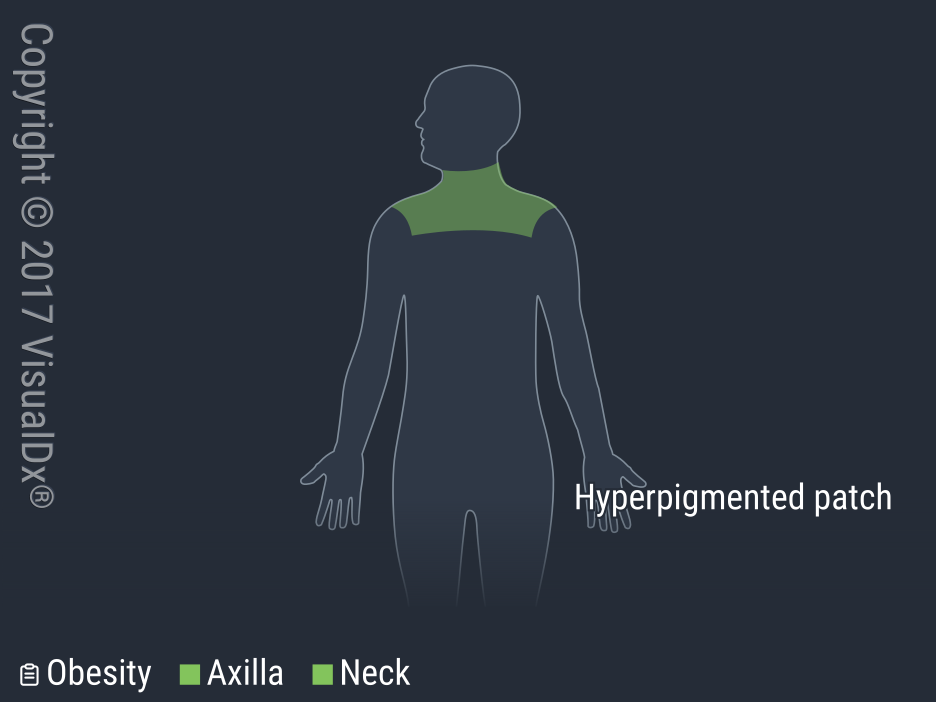 Copyright © 2017 VisualDx®
Hyperpigmented patch
Obesity Axilla Neck